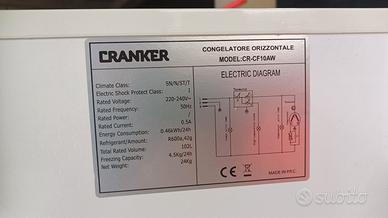 CRANKER
CONGELATORE ORIZZONTALE
MODEL:CR-CF10AW
ELECTRIC DIAGRAM
Climate Class: SN/N/ST/T
Electric Shock Protect Class: I
Rated Voltage: 220-240V~
Rated Frequency: 50Hz
Rated Power: /
Rated Current: 0.5A
Energy Consumption: 0.46kW/24h
Refrigerant/Amount: R600a,42g
Total Rated Volume: 102L
Freezing Capacity: 4.5Kg/24h
Net Weight: 24Kg
CE
MADE IN P.R.C.
subito